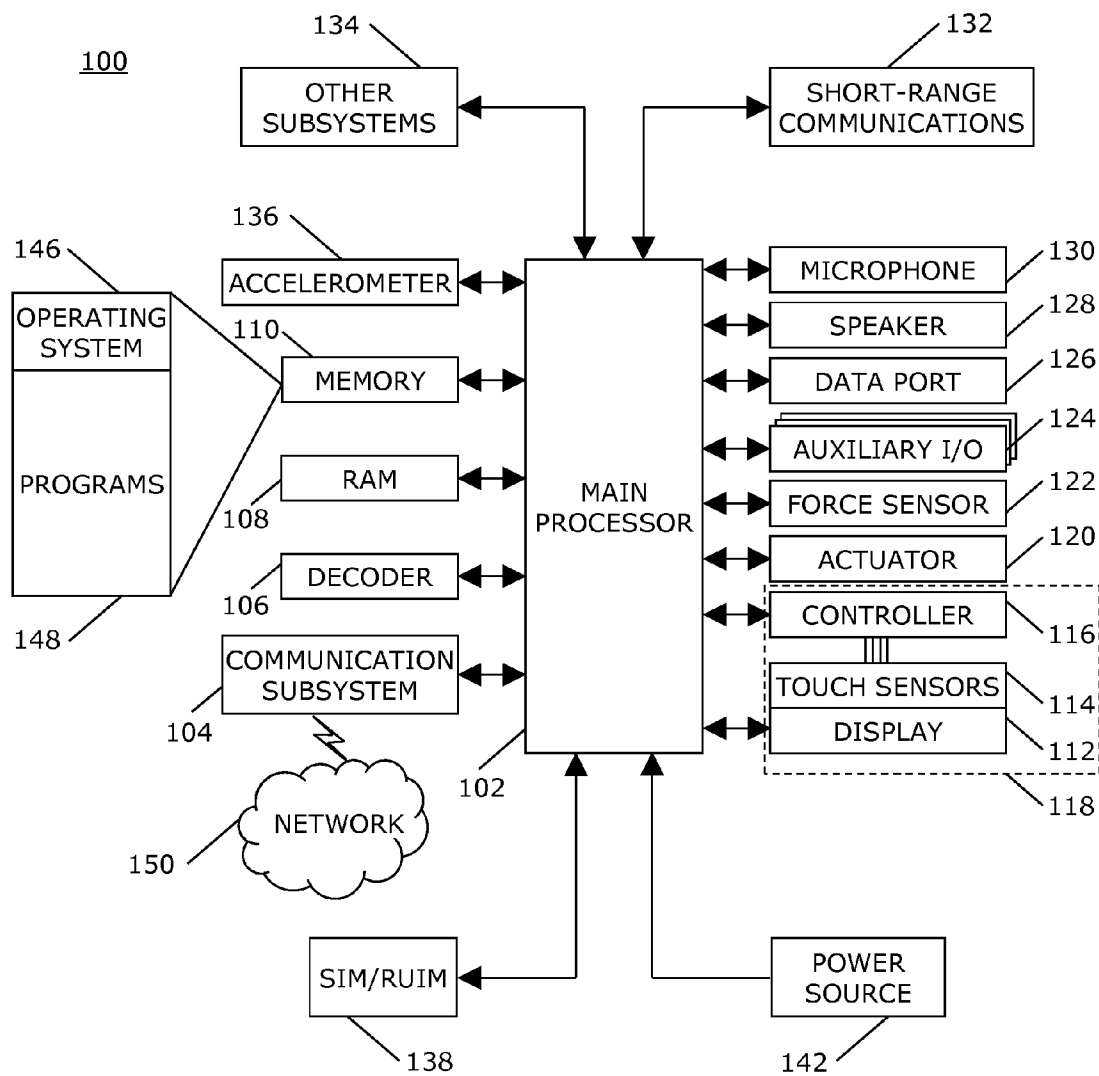 134
132
100
OTHER
SUBSYSTEMS
SHORT-RANGE
COMMUNICATIONS
136
146
ACCELEROMETER
MICROPHONE
130
OPERATING
SYSTEM
110
SPEAKER
128
MEMORY
DATA PORT
126
AUXILIARY I/O
124
PROGRAMS
RAM
MAIN
PROCESSOR
FORCE SENSOR
122
108
ACTUATOR
120
DECODER
106
CONTROLLER
116
148
COMMUNICATION
SUBSYSTEM
TOUCH SENSORS
114
104
DISPLAY
112
102
118
NETWORK
150
SIM/RUIM
POWER
SOURCE
138
142